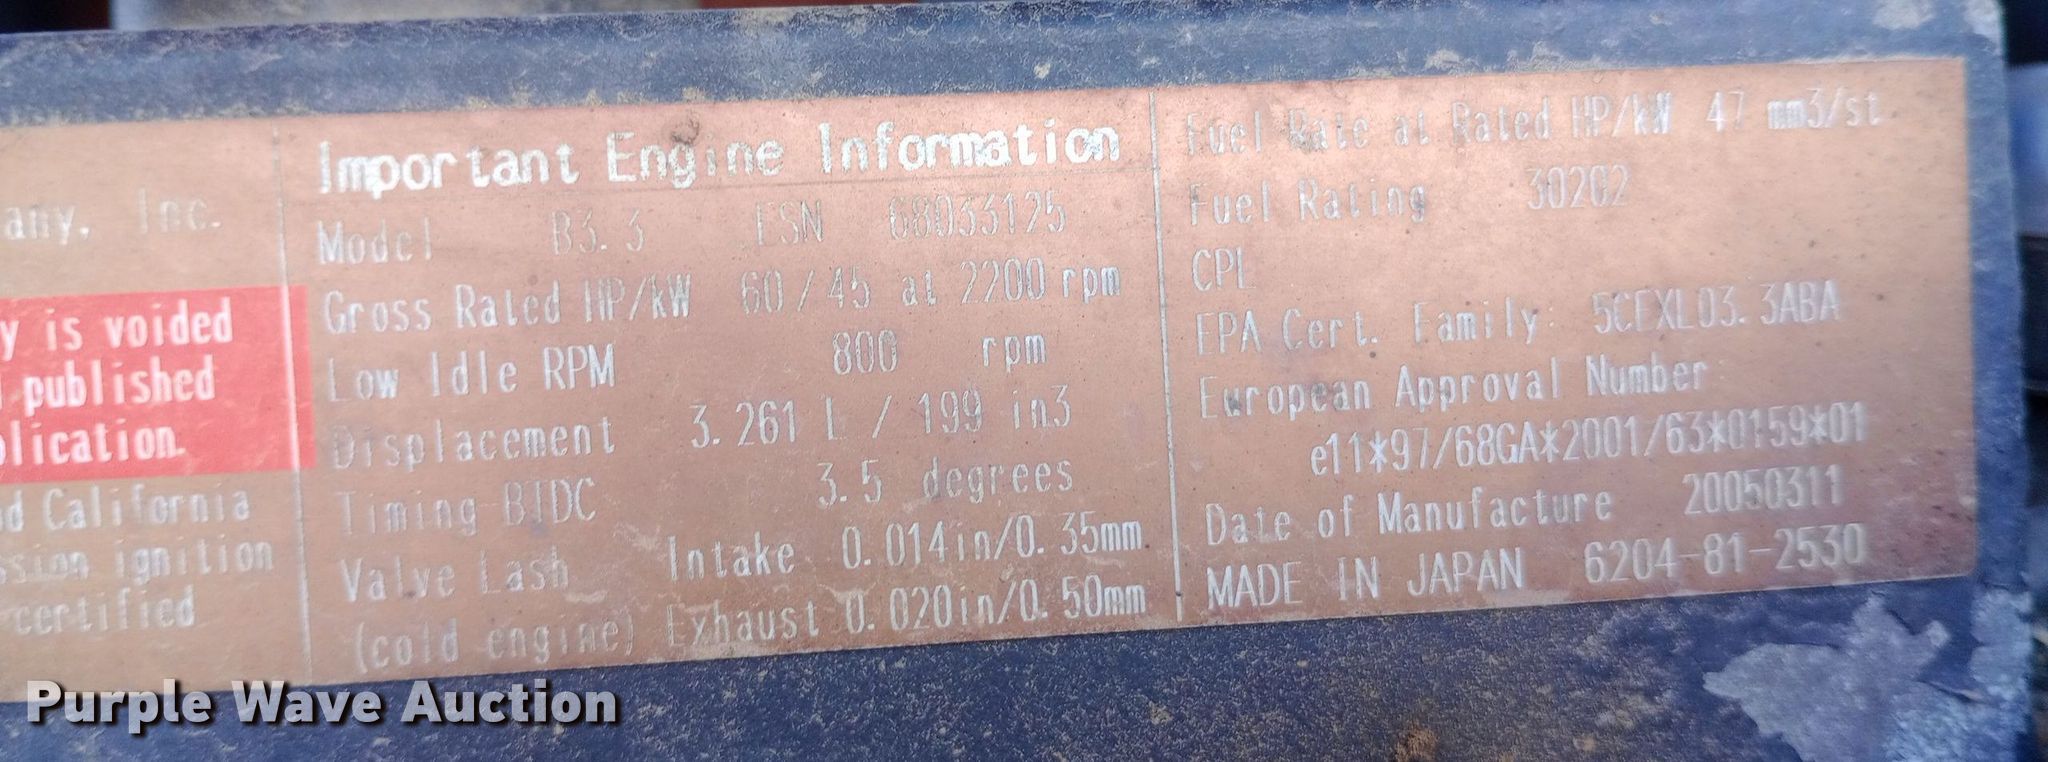 any, Inc.
y is voided
published
lication.
d California
ssion ignition
certified
Important Engine Information
Model B3.3 ESN 68033125
Gross Rated HP/kW 60/45 at 2200 rpm
Low Idle RPM 800 rpm
Displacement 3.261 L / 199 in3
Timing-BTDC 3.5 degrees
Valve Lash Intake 0.014in/0.35mm
(cold engine) Exhaust 0.020in/0.50mm
Fuel Rate at Rated HP/kW 47 mm3/st
Fuel Rating 30202
CPL
EPA Cert. Family: 5CEXL03.3ABA
European Approval Number:
e11*97/68GA*2001/63*0159*01
Date of Manufacture 20050311
MADE IN JAPAN 6204-81-2530
Purple Wave Auction